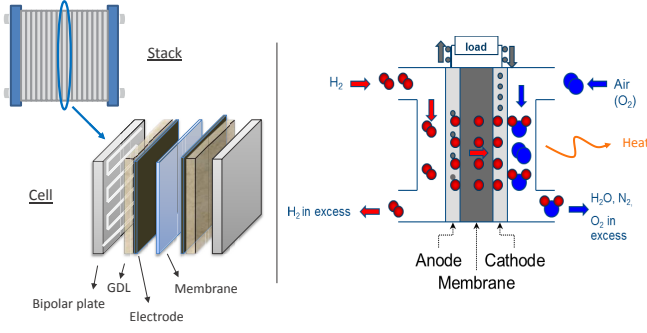 Stack
Cell
GDL
Bipolar plate
Membrane
Electrode
load
H₂
Air
(O₂)
Heat
H₂ in excess
H₂O, N₂,
O₂ in
excess
Anode Cathode
Membrane